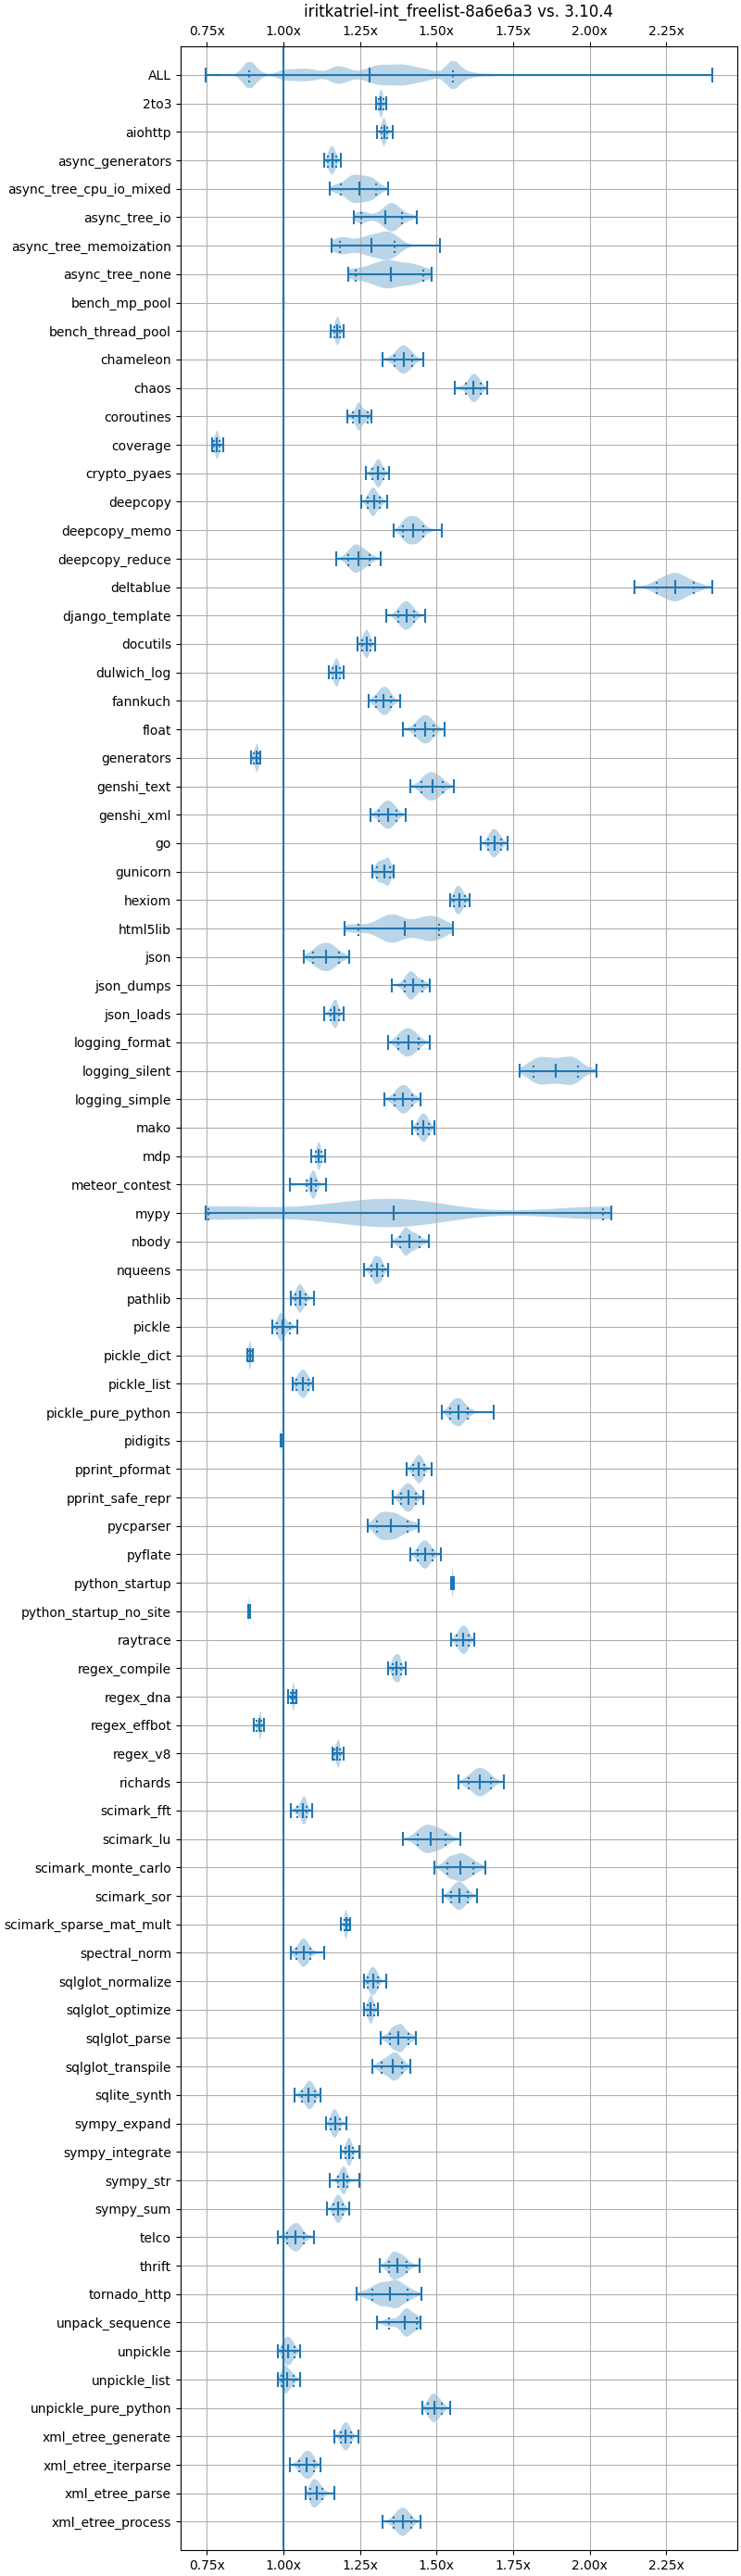 iritkatriel-int_freelist-8a6e6a3 vs. 3.10.4
0.75x 1.00x 1.25x 1.50x 1.75x 2.00x 2.25x
ALL
2to3
aiohttp
async_generators
async_tree_cpu_io_mixed
async_tree_io
async_tree_memoization
async_tree_none
bench_mp_pool
bench_thread_pool
chameleon
chaos
coroutines
coverage
crypto_pyaes
deepcopy
deepcopy_memo
deepcopy_reduce
deltablue
django_template
docutils
dulwich_log
fannkuch
float
generators
genshi_text
genshi_xml
go
gunicorn
hexiom
html5lib
json
json_dumps
json_loads
logging_format
logging_silent
logging_simple
mako
mdp
meteor_contest
mypy
nbody
nqueens
pathlib
pickle
pickle_dict
pickle_list
pickle_pure_python
pidigits
pprint_pformat
pprint_safe_repr
pycparser
pyflate
python_startup
python_startup_no_site
raytrace
regex_compile
regex_dna
regex_effbot
regex_v8
richards
scimark_fft
scimark_lu
scimark_monte_carlo
scimark_sor
scimark_sparse_mat_mult
spectral_norm
sqlglot_normalize
sqlglot_optimize
sqlglot_parse
sqlglot_transpile
sqlite_synth
sympy_expand
sympy_integrate
sympy_str
sympy_sum
telco
thrift
tornado_http
unpack_sequence
unpickle
unpickle_list
unpickle_pure_python
xml_etree_generate
xml_etree_iterparse
xml_etree_parse
xml_etree_process
0.75x 1.00x 1.25x 1.50x 1.75x 2.00x 2.25x